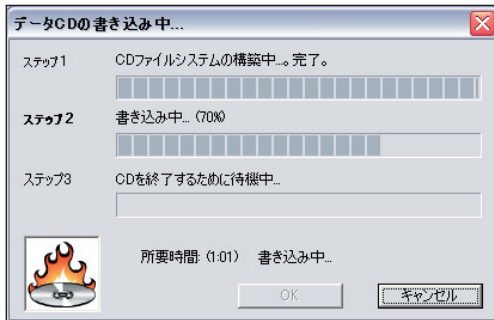 データCDの書き込み中...
ステップ1 CDファイルシステムの構築中...。完了。
ステップ2 書き込み中... (70%)
ステップ3 CDを終了するために待機中...
所要時間: (1:01) 書き込み中...
OK キャンセル